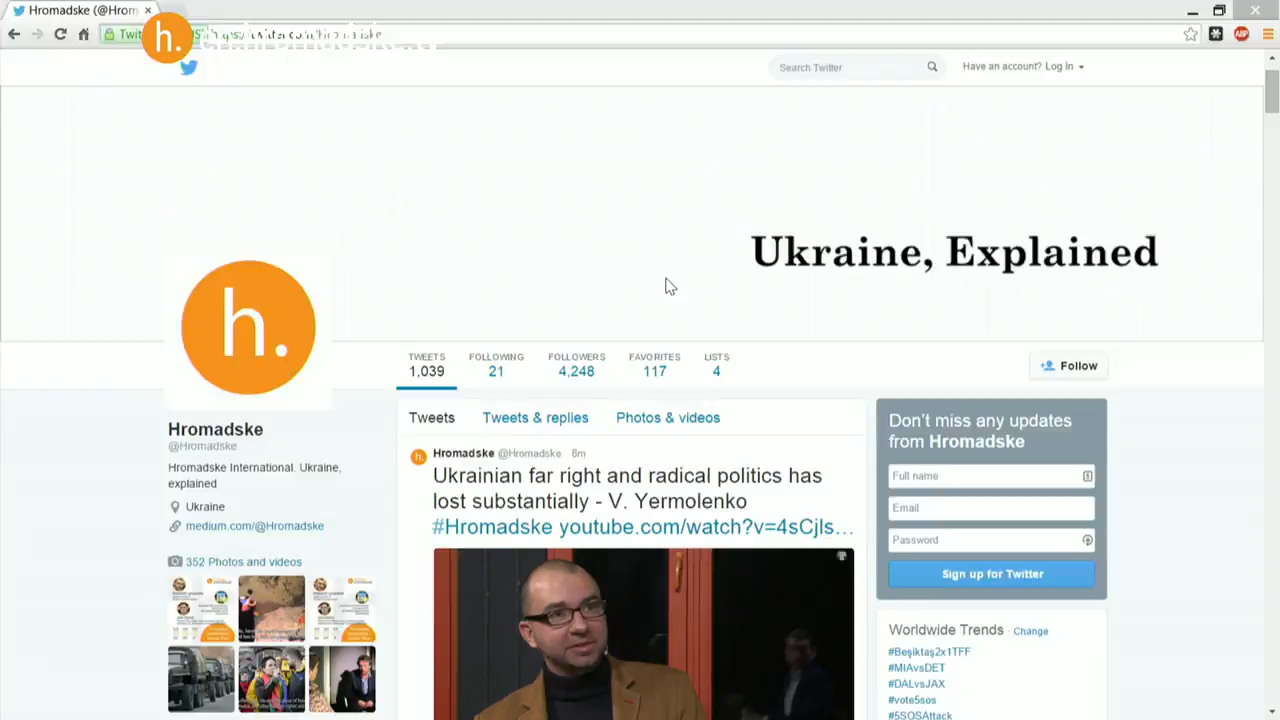 Hromadske (@Hrom
h.
Search Twitter
Have an account? Log in
Ukraine, Explained
h.
TWEETS
1,039
FOLLOWING
21
FOLLOWERS
4,248
FAVORITES
117
LISTS
4
Follow
Hromadske
@Hromadske
Hromadske International. Ukraine,
explained
Ukraine
medium.com/@Hromadske
352 Photos and videos
Tweets
Tweets & replies
Photos & videos
h.
Hromadske @Hromadske 8m
Ukrainian far right and radical politics has
lost substantially - V. Yermolenko
#Hromadske youtube.com/watch?v=4sCjls...
Don't miss any updates
from Hromadske
Full name
Email
Password
Sign up for Twitter
Worldwide Trends · Change
#Beşiktaş2x1TFF
#MIAvsDET
#DALvsJAX
#vote5sos
#5SOSAttack
ABP